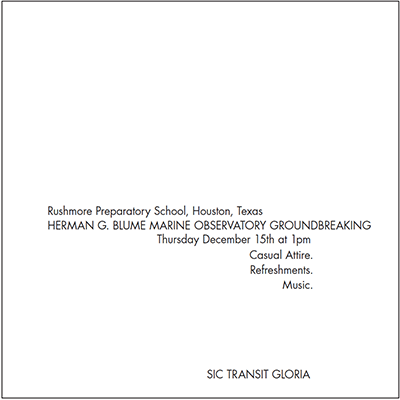 Rushmore Preparatory School, Houston, Texas
HERMAN G. BLUME MARINE OBSERVATORY GROUNDBREAKING
Thursday December 15th at 1pm
Casual Attire.
Refreshments.
Music.
SIC TRANSIT GLORIA